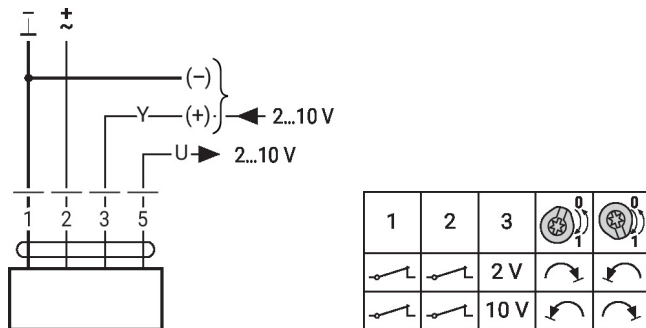 – +
~
(–)
Y (+) 2...10 V
U 2...10 V
1 2 3 5
1 2 3 0 1 0 1
2 V
10 V